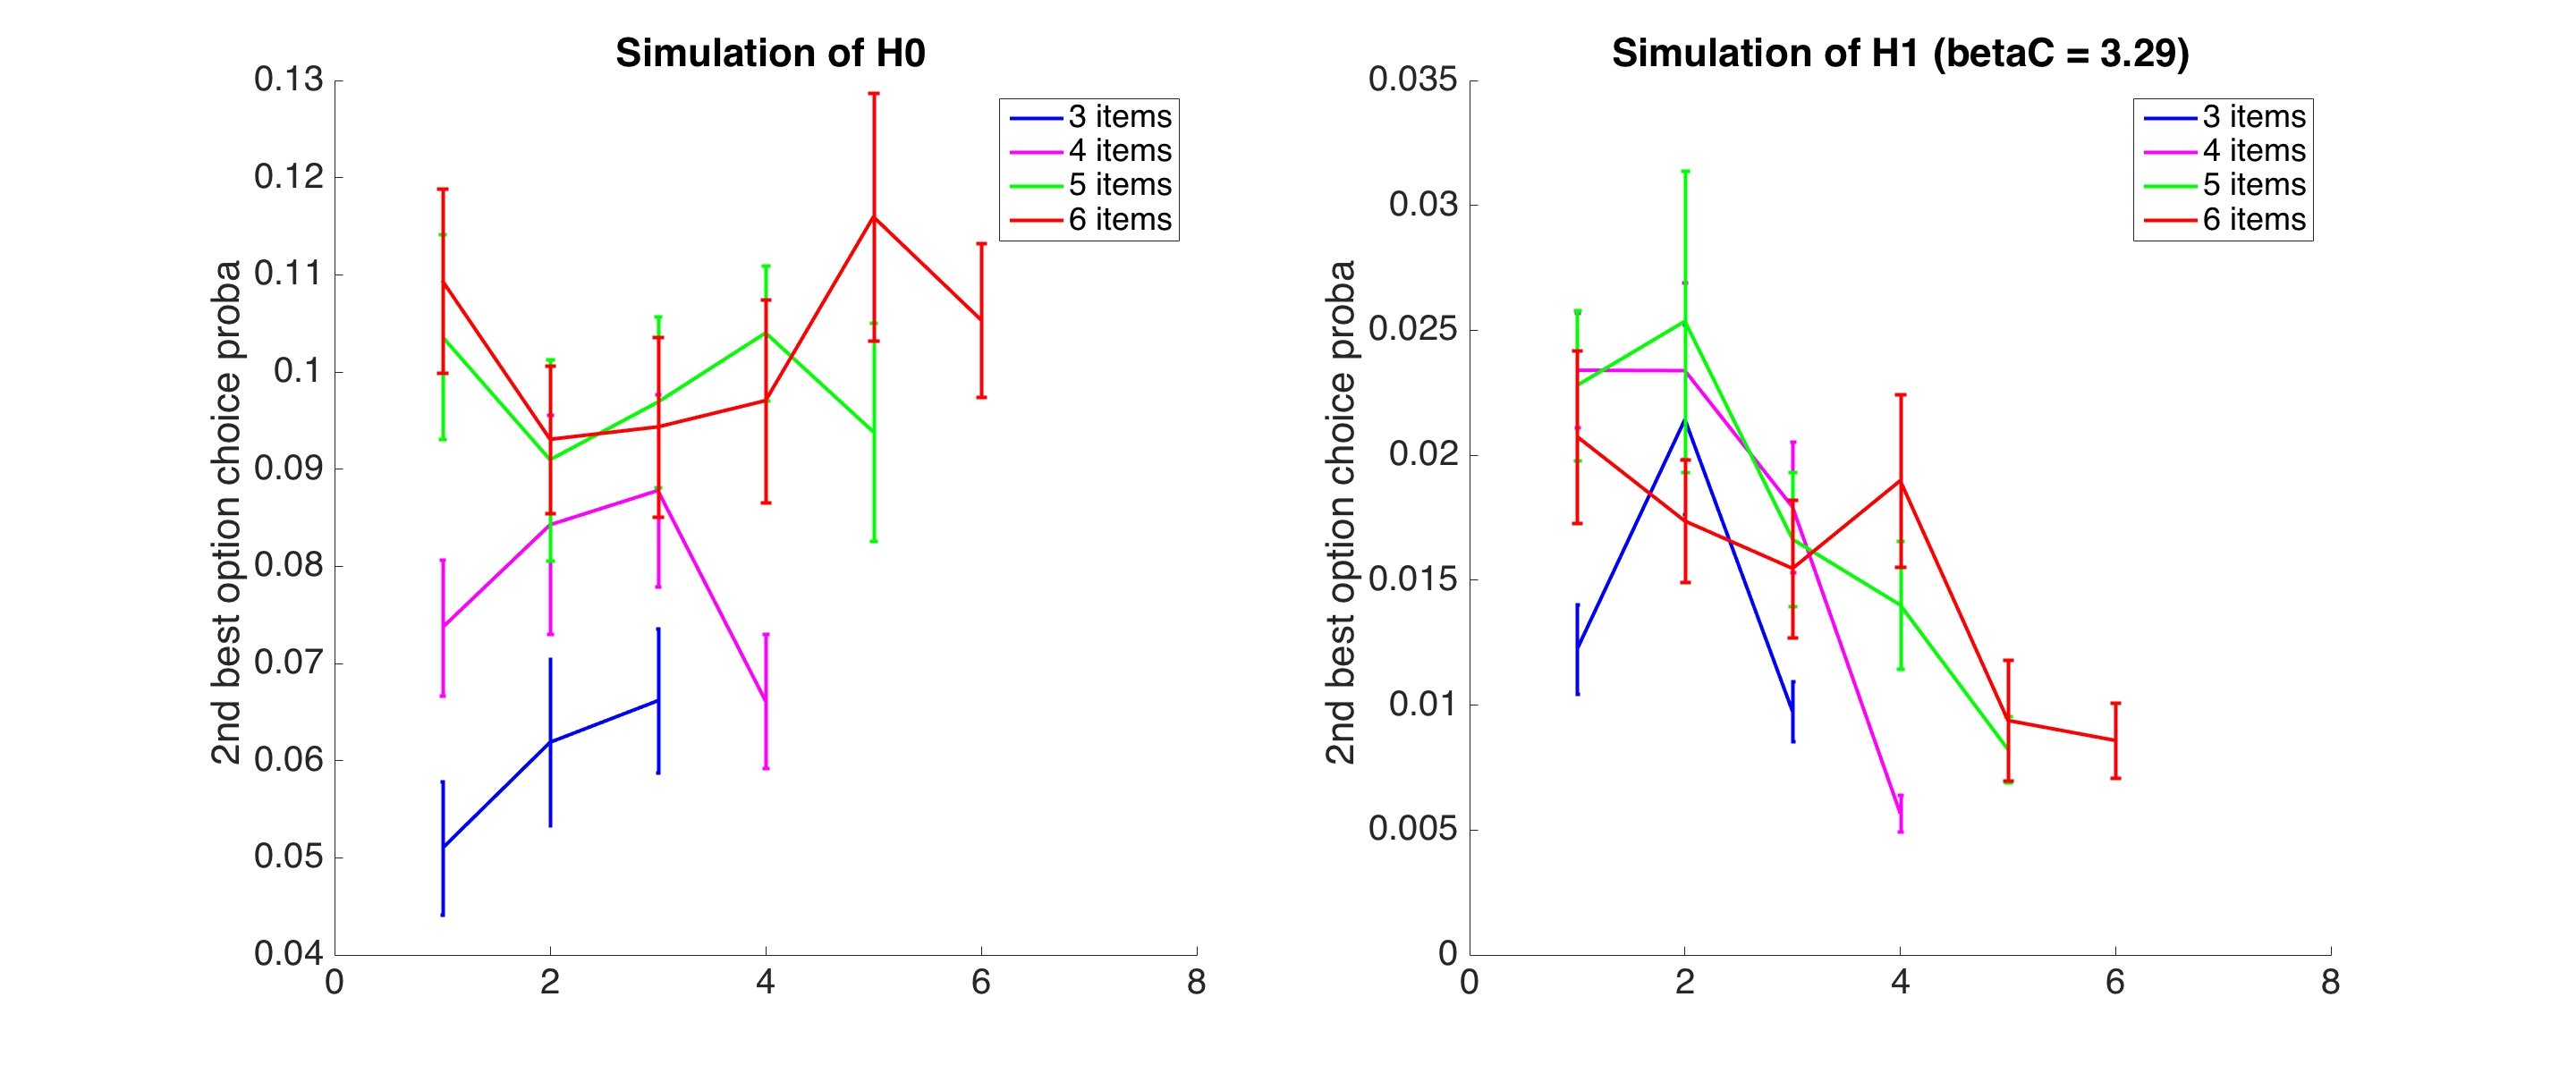 Simulation of H0
0.13
0.12
0.11
0.1
0.09
0.08
0.07
0.06
0.05
0.04
2nd best option choice proba
0
2
4
6
8
3 items
4 items
5 items
6 items
Simulation of H1 (betaC = 3.29)
0.035
0.03
0.025
0.02
0.015
0.01
0.005
0
2nd best option choice proba
0
2
4
6
8
3 items
4 items
5 items
6 items